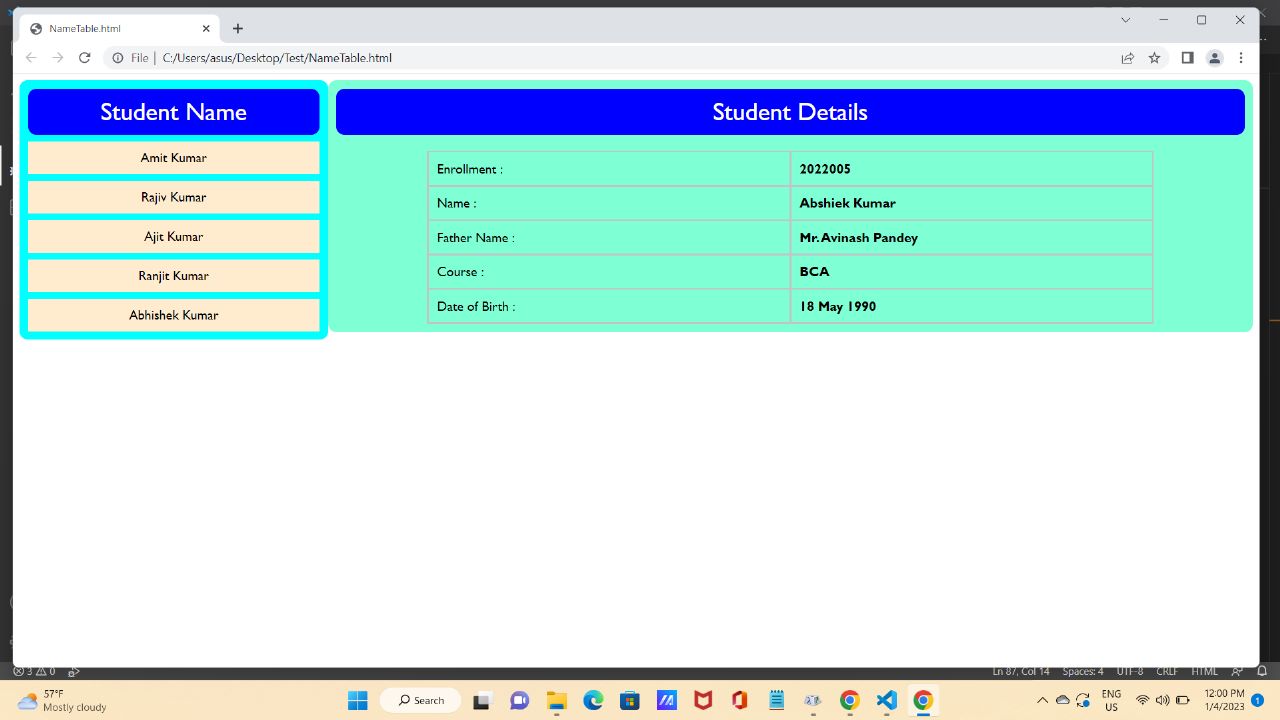 NameTable.html
File | C:/Users/asus/Desktop/Test/NameTable.html
Student Name
Amit Kumar
Rajiv Kumar
Ajit Kumar
Ranjit Kumar
Abhishek Kumar
Student Details
Enrollment : 2022005
Name : Abshiek Kumar
Father Name : Mr. Avinash Pandey
Course : BCA
Date of Birth : 18 May 1990
3 0 Ln 87, Col 14 Spaces: 4 UTF-8 CRLF HTML
57°F
Mostly cloudy
Search
ENG
US
12:00 PM
1/4/2023
1